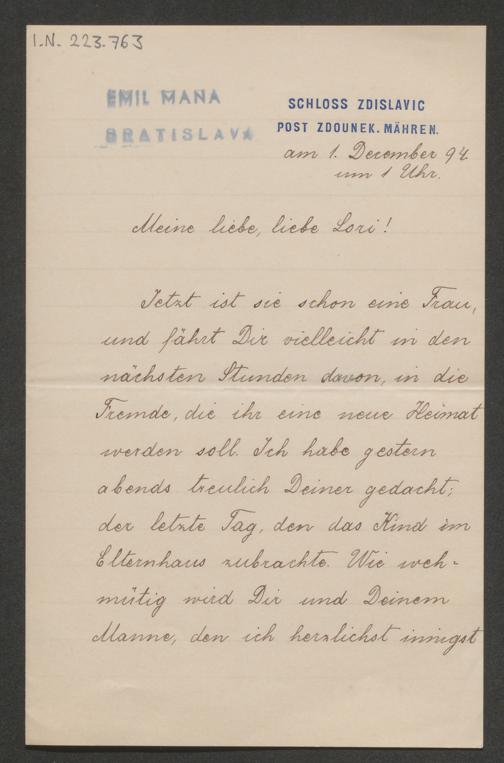 I.N. 223.763
EMIL MANA
BRATISLAVA
SCHLOSS ZDISLAVIC
POST ZDOUNEK. MÄHREN.
am 1. December 94.
um 1 Uhr.
Meine liebe, liebe Lori!
Jetzt ist sie schon eine Frau,
und fährt Dir vielleicht in den
nächsten Stunden davon, in die
Fremde, die ihr eine neue Heimat
werden soll. Ich habe gestern
abends treulich Deiner gedacht;
der letzte Tag, den das Kind im
Elternhaus zubrachte. Wie weh-
mütig wird Dir und Deinem
Manne, den ich herzlichst innigst